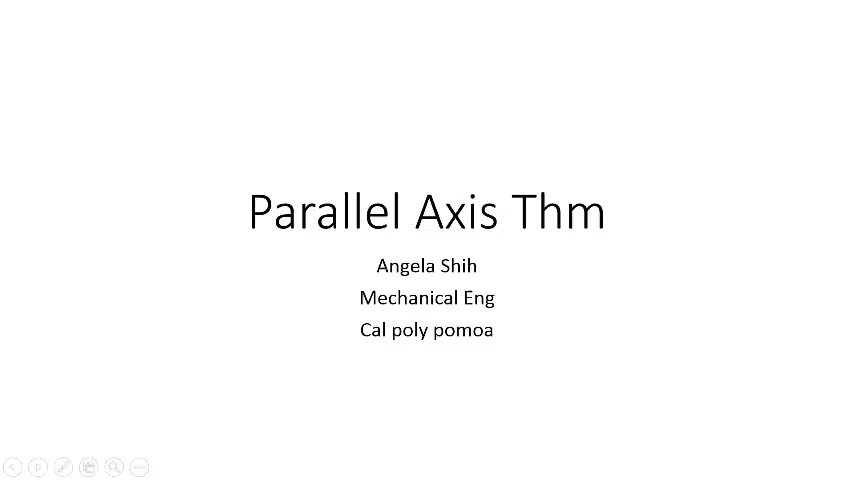 Parallel Axis Thm
Angela Shih
Mechanical Eng
Cal poly pomoa